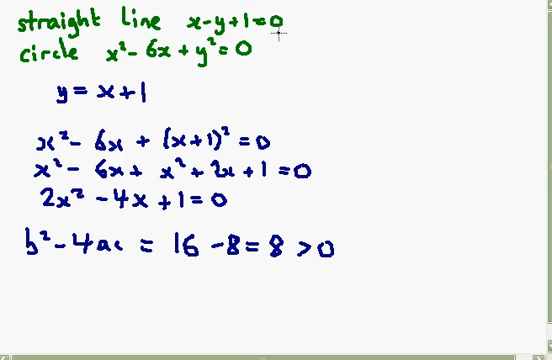 straight line x-y+1=0
circle x²-6x+y²=0
y=x+1
x²-6x+(x+1)²=0
x²-6x+x²+2x+1=0
2x²-4x+1=0
b²-4ac=16-8=8>0